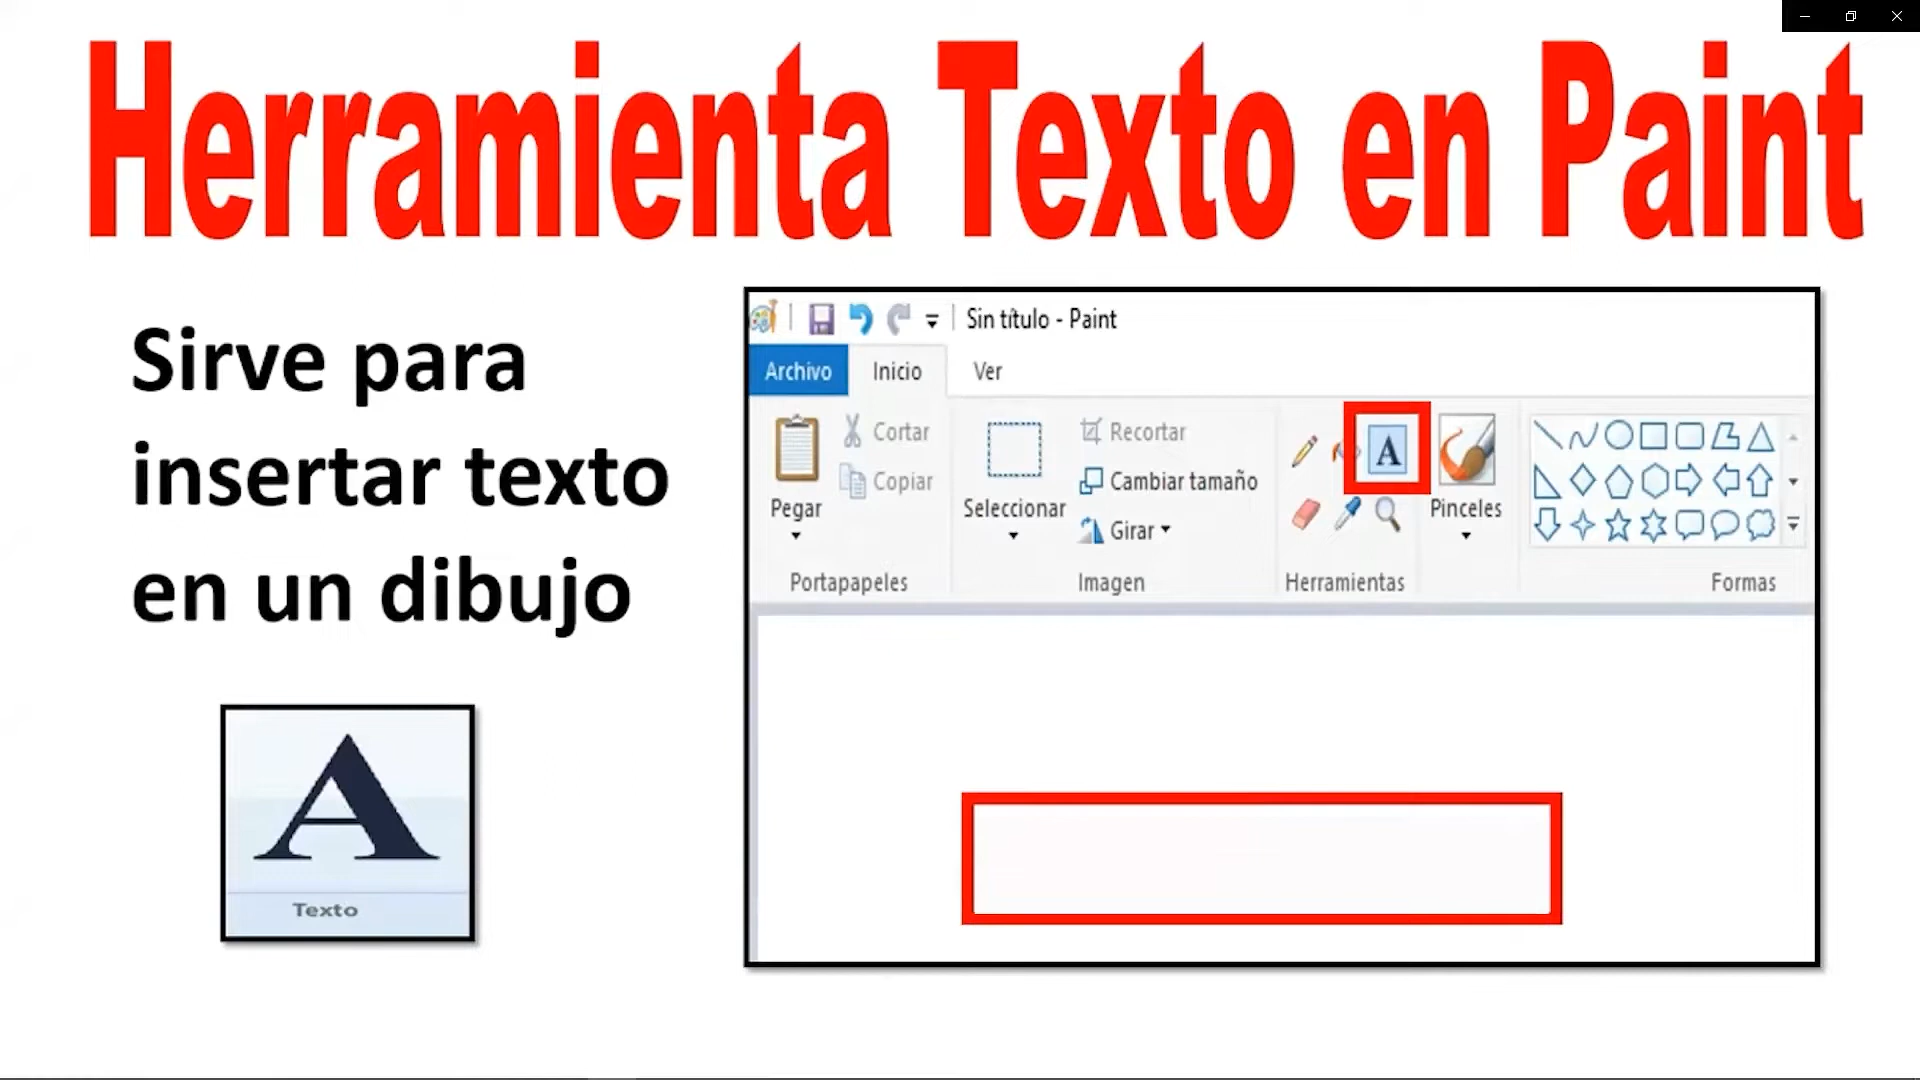 Herramienta Texto en Paint
Sirve para
insertar texto
en un dibujo
A
Texto
Sin título - Paint
Archivo Inicio Ver
Pegar
Cortar
Copiar
Portapapeles
Seleccionar
Recortar
Cambiar tamaño
Girar
Imagen
A
Herramientas
Pinceles
Formas